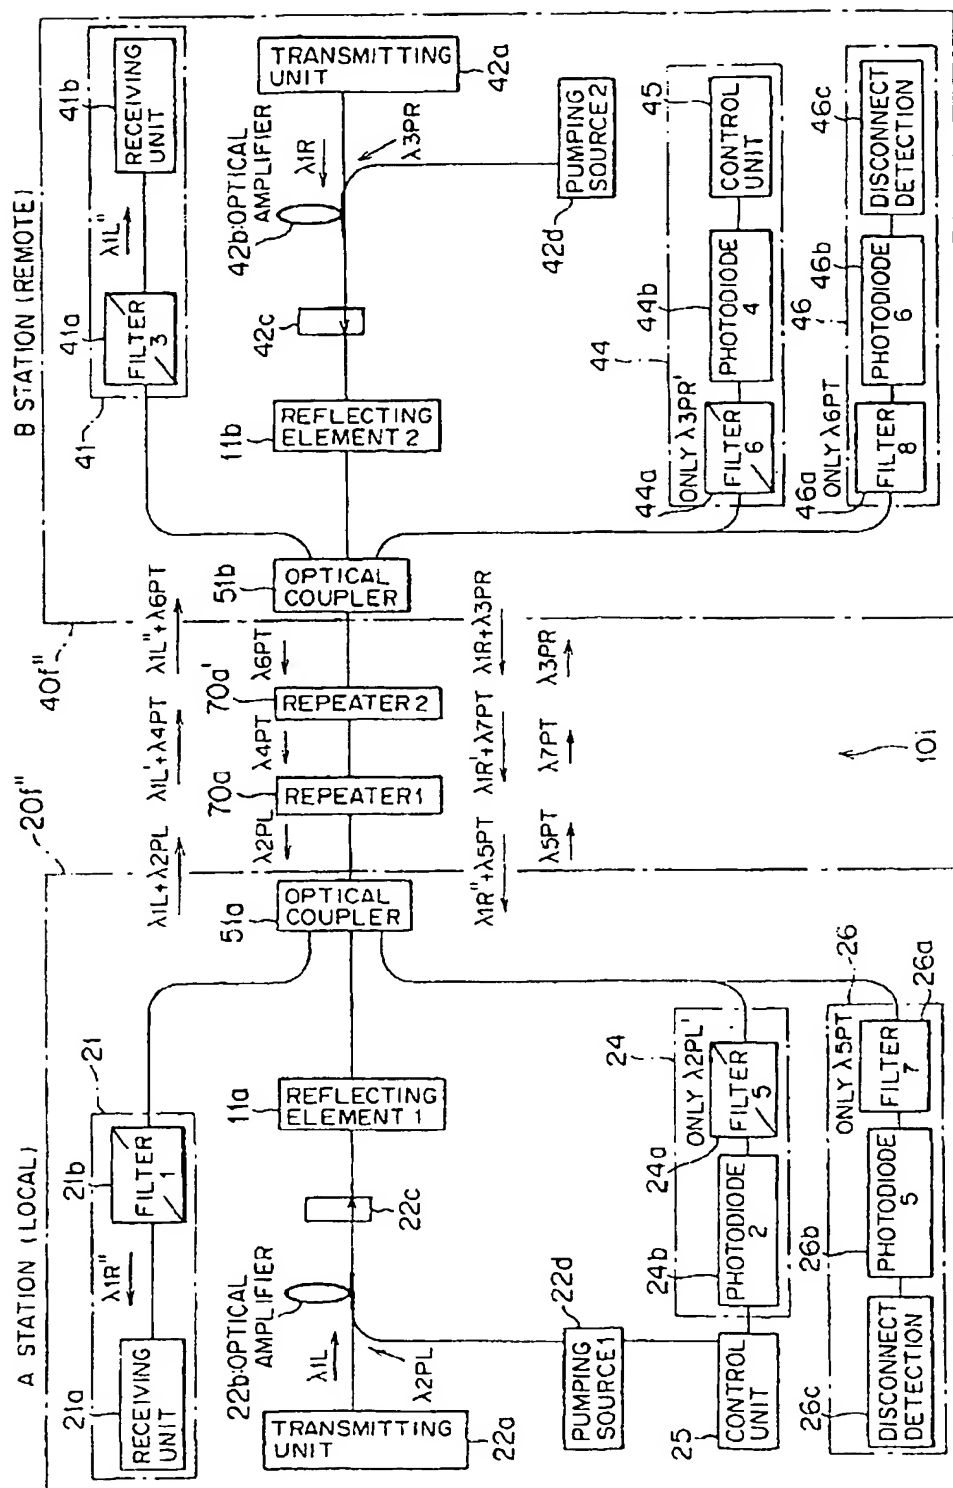 A STATION (LOCAL)
20f"
21
21a
RECEIVING
UNIT
λ1R"
21b
FILTER
1
22b:OPTICAL
AMPLIFIER
λ1L
λ2PL
22a
TRANSMITTING
UNIT
22c
11a
REFLECTING
ELEMENT 1
51a
OPTICAL
COUPLER
22d
PUMPING
SOURCE 1
25
CONTROL
UNIT
24
ONLY λ2PL'
24a
FILTER
5
24b
PHOTODIODE
2
26
ONLY λ5PT
26a
FILTER
7
26b
PHOTODIODE
5
26c
DISCONNECT
DETECTION
λ1L+λ2PL
λ1L'+λ4PT
λ1L"+λ6PT
λ2PL
λ4PT
λ6PT
70a
REPEATER 1
70a'
REPEATER 2
λ1R"+λ5PT
λ1R'+λ7PT
λ1R+λ3PR
λ5PT
λ7PT
λ3PR
10i
B STATION (REMOTE)
40f"
41
41a
FILTER
3
λ1L"
41b
RECEIVING
UNIT
51b
OPTICAL
COUPLER
11b
REFLECTING
ELEMENT 2
42c
42b:OPTICAL
AMPLIFIER
λ1R
λ3PR
TRANSMITTING
UNIT
42a
42d
PUMPING
SOURCE 2
44
ONLY λ3PR'
44a
FILTER
6
44b
PHOTODIODE
4
45
CONTROL
UNIT
46
ONLY λ6PT
46a
FILTER
8
46b
PHOTODIODE
6
46c
DISCONNECT
DETECTION